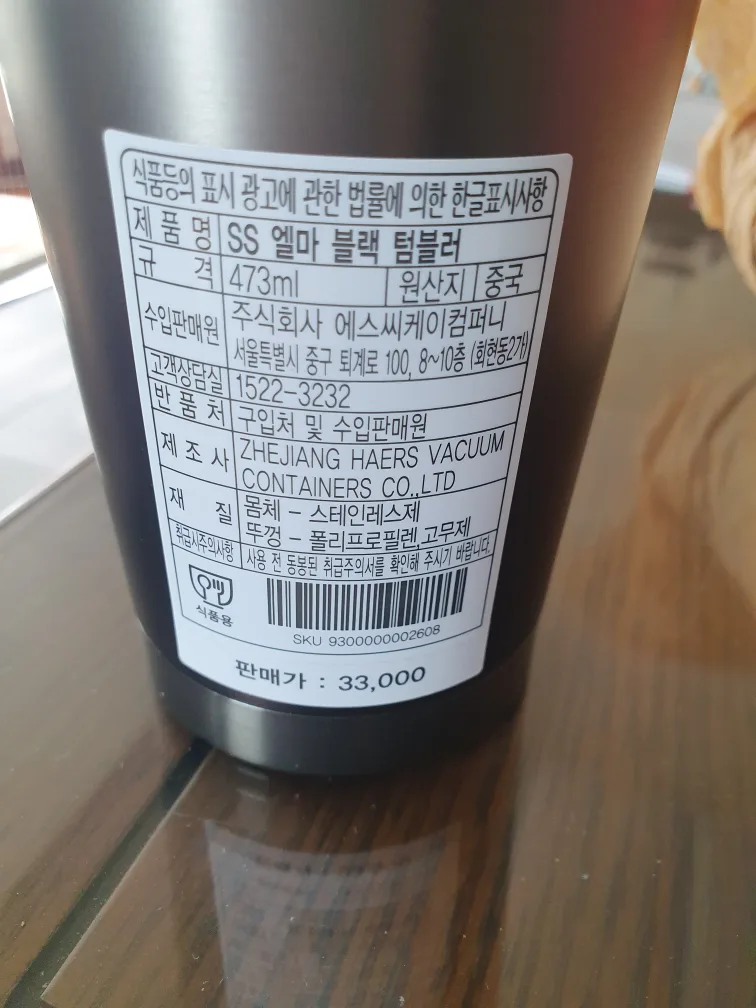 식품등의 표시 광고에 관한 법률에 의한 한글표시사항
제 품 명 SS 엘마 블랙 텀블러
규 격 473ml 원산지 중국
수입판매원 주식회사 에스씨케이컴퍼니
서울특별시 중구 퇴계로 100, 8~10층 (회현동2가)
고객상담실 1522-3232
반 품 처 구입처 및 수입판매원
제 조 사 ZHEJIANG HAERS VACUUM
CONTAINERS CO.,LTD
재 질 몸체 - 스테인레스제
뚜껑 - 폴리프로필렌,고무제
취급시주의사항 사용 전 동봉된 취급주의서를 확인해 주시기 바랍니다.
식품용
SKU 9300000002608
판매가 : 33,000